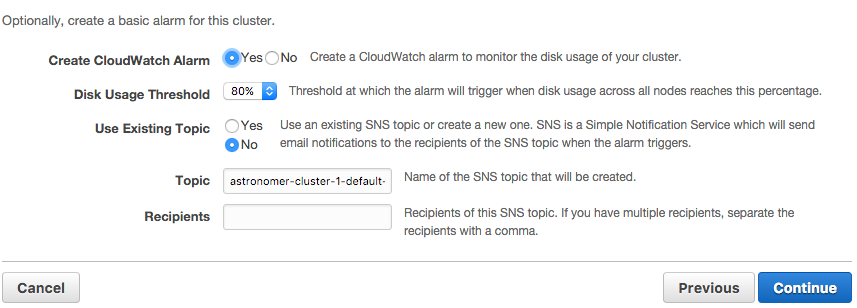 Optionally, create a basic alarm for this cluster.
Create CloudWatch Alarm Yes No Create a CloudWatch alarm to monitor the disk usage of your cluster.
Disk Usage Threshold 80% Threshold at which the alarm will trigger when disk usage across all nodes reaches this percentage.
Use Existing Topic Yes Use an existing SNS topic or create a new one. SNS is a Simple Notification Service which will send
No email notifications to the recipients of the SNS topic when the alarm triggers.
Topic astronomer-cluster-1-default- Name of the SNS topic that will be created.
Recipients Recipients of this SNS topic. If you have multiple recipients, separate the
recipients with a comma.
Cancel Previous Continue